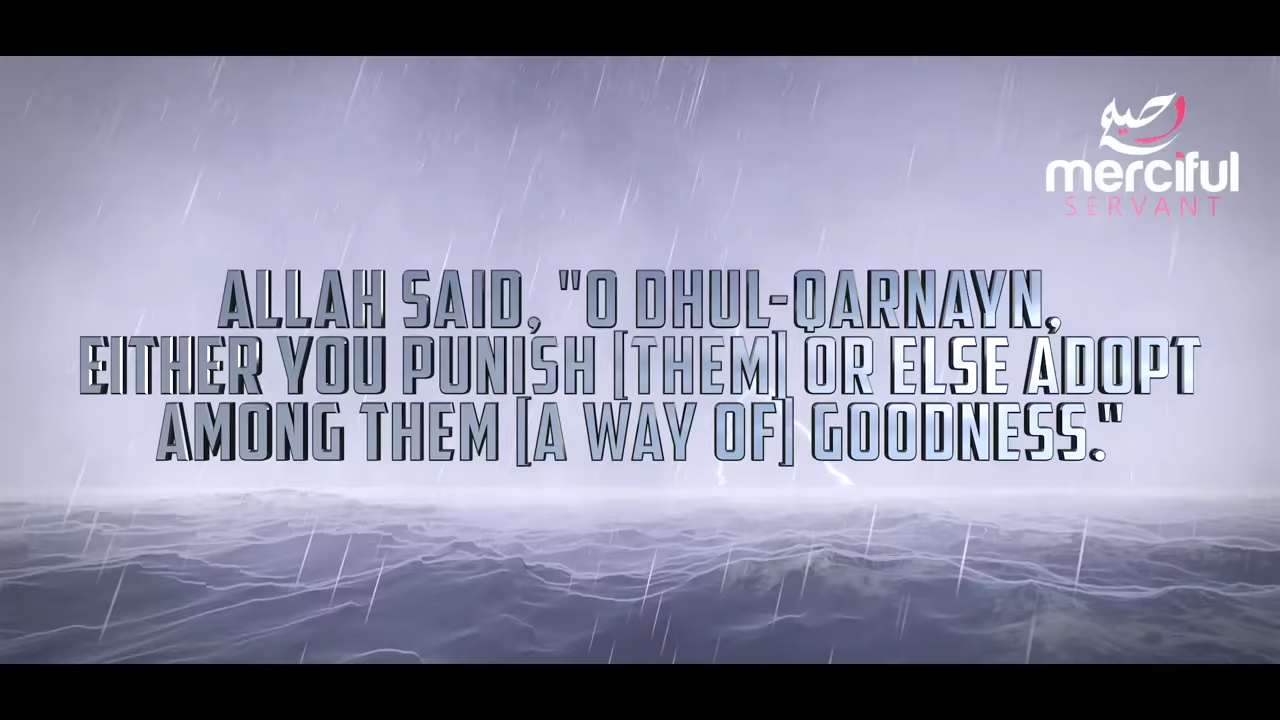 رحيم
merciful
SERVANT
ALLAH SAID, "O DHUL-QARNAYN,
EITHER YOU PUNISH [THEM] OR ELSE ADOPT
AMONG THEM [A WAY OF] GOODNESS."